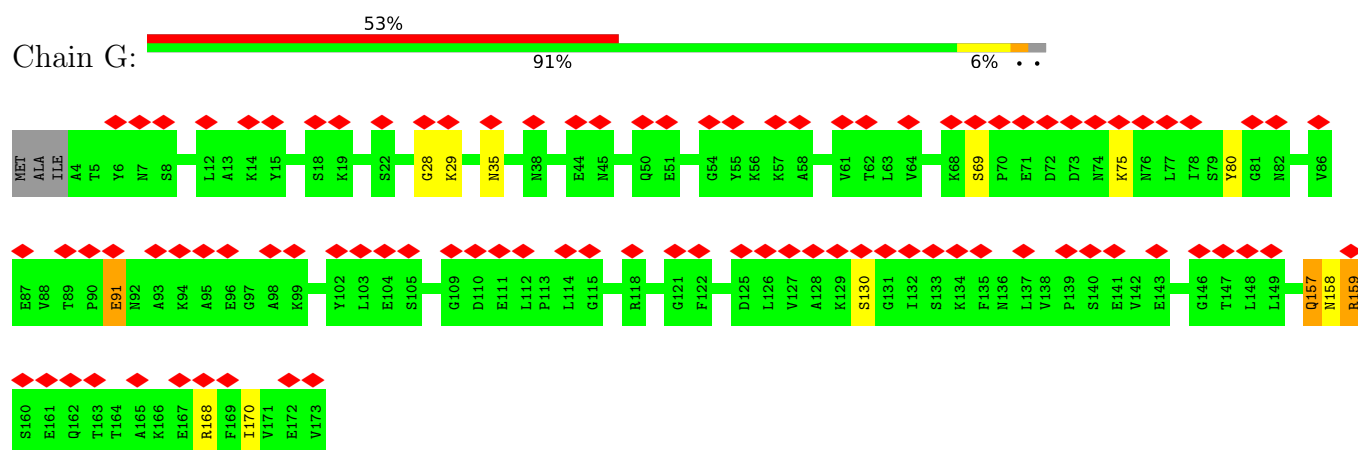 53%
Chain G:
91% 6% • •
MET ALA ILE A4 T5 Y6 N7 S8 L12 A13 K14 Y15 S18 K19 S22 G28 K29 N35 N38 E44 N45 Q50 E51 G54 Y55 K56 K57 A58 V61 T62 L63 V64 K68 S69 P70 E71 D72 D73 N74 K75 N76 L77 I78 S79 Y80 G81 N82 V86
E87 V88 T89 P90 E91 N92 A93 K94 A95 E96 G97 A98 K99 Y102 L103 E104 S105 G109 D110 E111 L112 P113 L114 G115 R118 G121 F122 D125 L126 V127 A128 K129 S130 G131 I132 S133 K134 F135 N136 L137 V138 P139 S140 E141 V142 E143 G146 T147 L148 L149 Q157 N158 R159
S160 E161 Q162 T163 T164 A165 K166 E167 R168 F169 I170 V171 E172 V173